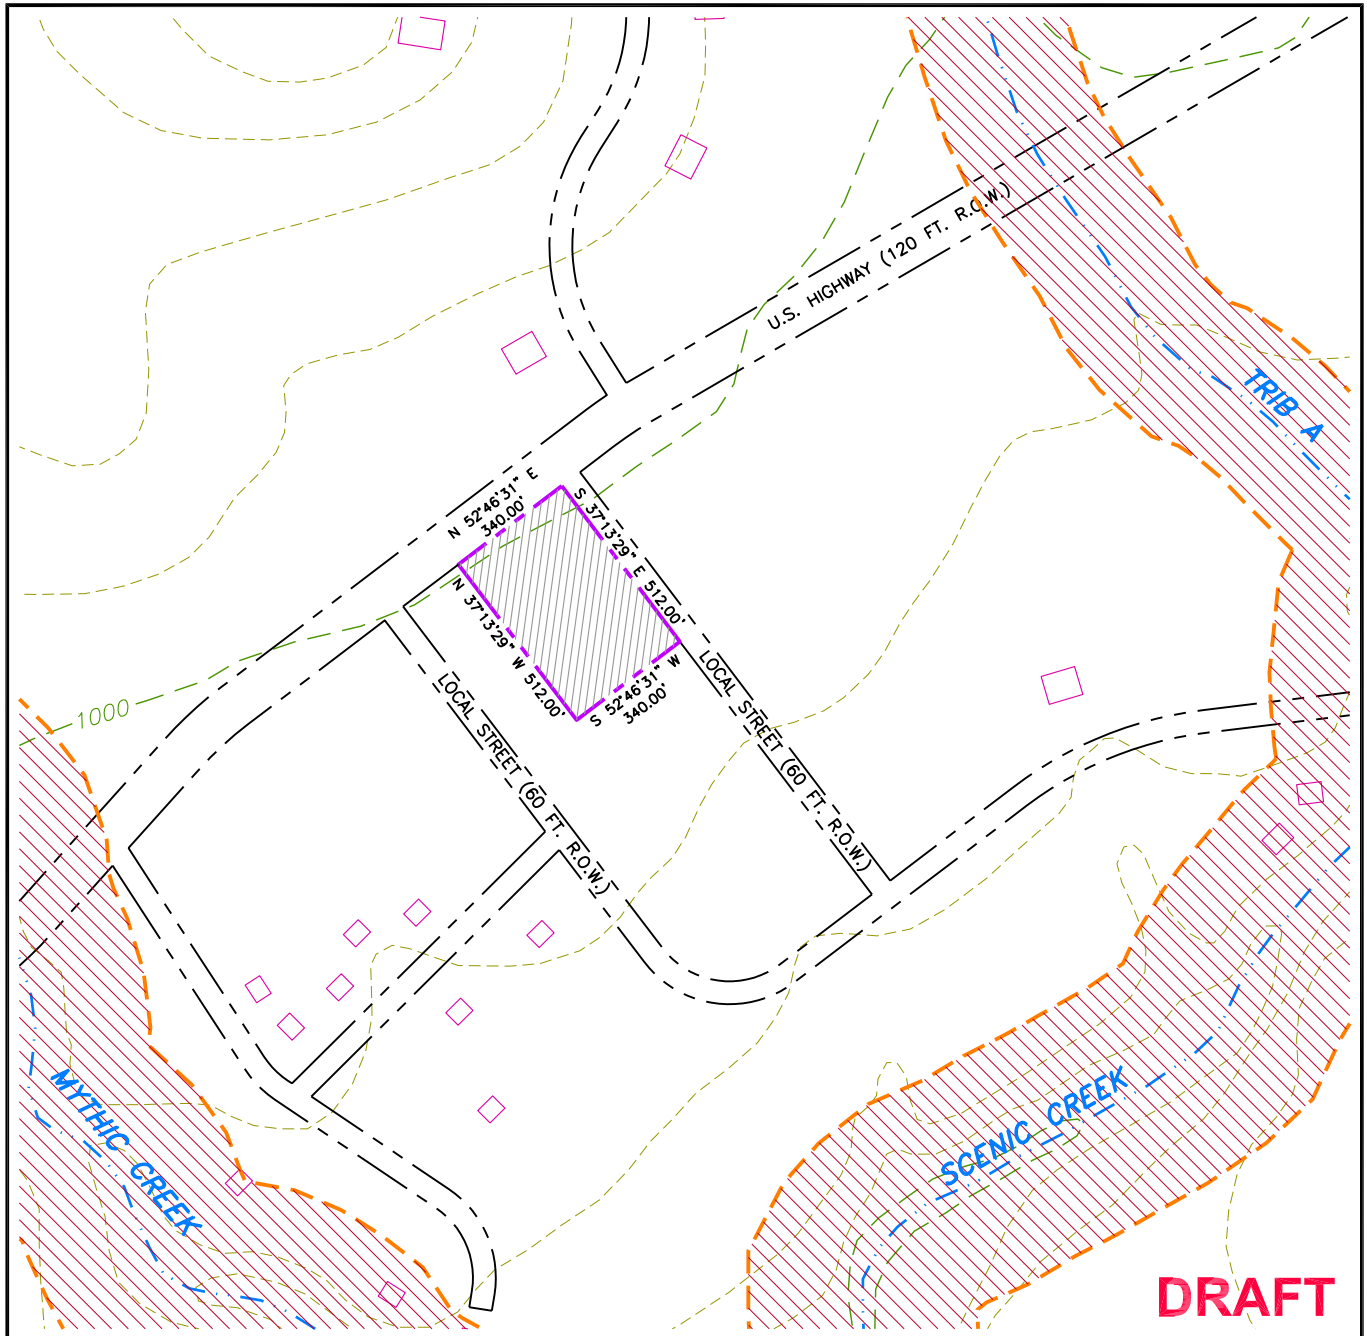 U.S. HIGHWAY (120 FT. R.O.W.)
TRIB A
N 52°46'31" E
340.00'
S 37°13'29" E 512.00'
N 37°13'29" W 512.00'
S 52°46'31" W
340.00'
LOCAL STREET (60 FT. R.O.W.)
LOCAL STREET (60 FT. R.O.W.)
1000
MYTHIC CREEK
SCENIC CREEK
DRAFT